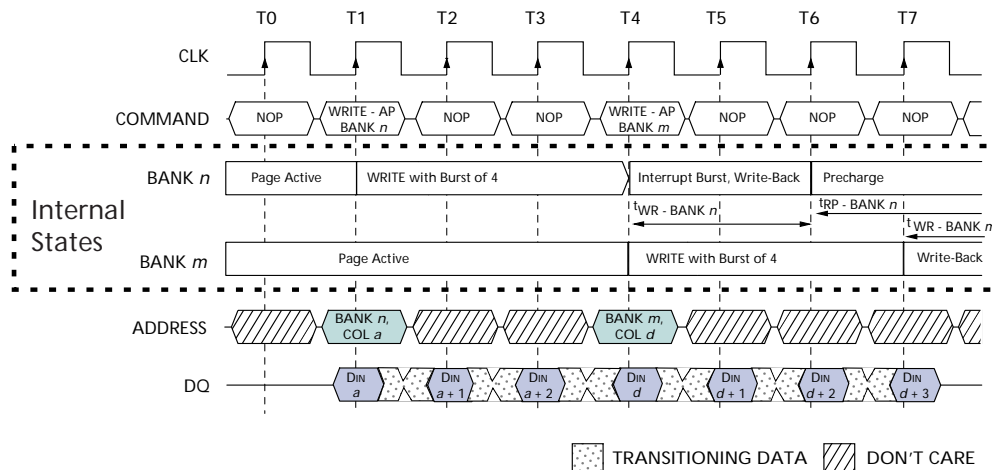 T0 T1 T2 T3 T4 T5 T6 T7
CLK
COMMAND NOP WRITE - AP BANK n NOP NOP WRITE - AP BANK m NOP NOP NOP
BANK n Page Active WRITE with Burst of 4 Interrupt Burst, Write-Back Precharge
Internal States
tWR - BANK n tRP - BANK n
tWR - BANK m
BANK m Page Active WRITE with Burst of 4 Write-Back
ADDRESS BANK n, COL a BANK m, COL d
DQ DIN a DIN a + 1 DIN a + 2 DIN d DIN d + 1 DIN d + 2 DIN d + 3
TRANSITIONING DATA DON'T CARE